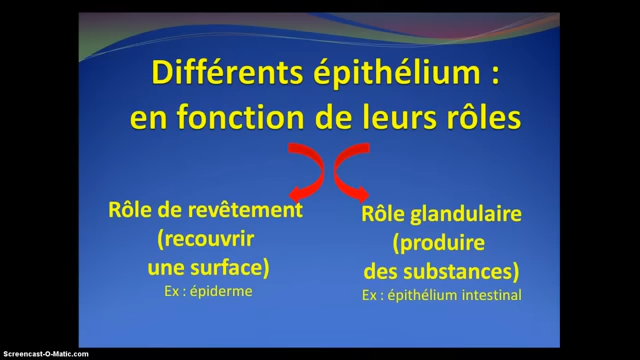 Différents épithélium :
en fonction de leurs rôles
Rôle de revêtement
(recouvrir
une surface)
Ex : épiderme
Rôle glandulaire
(produire
des substances)
Ex : épithélium intestinal
Screencast-O-Matic.com